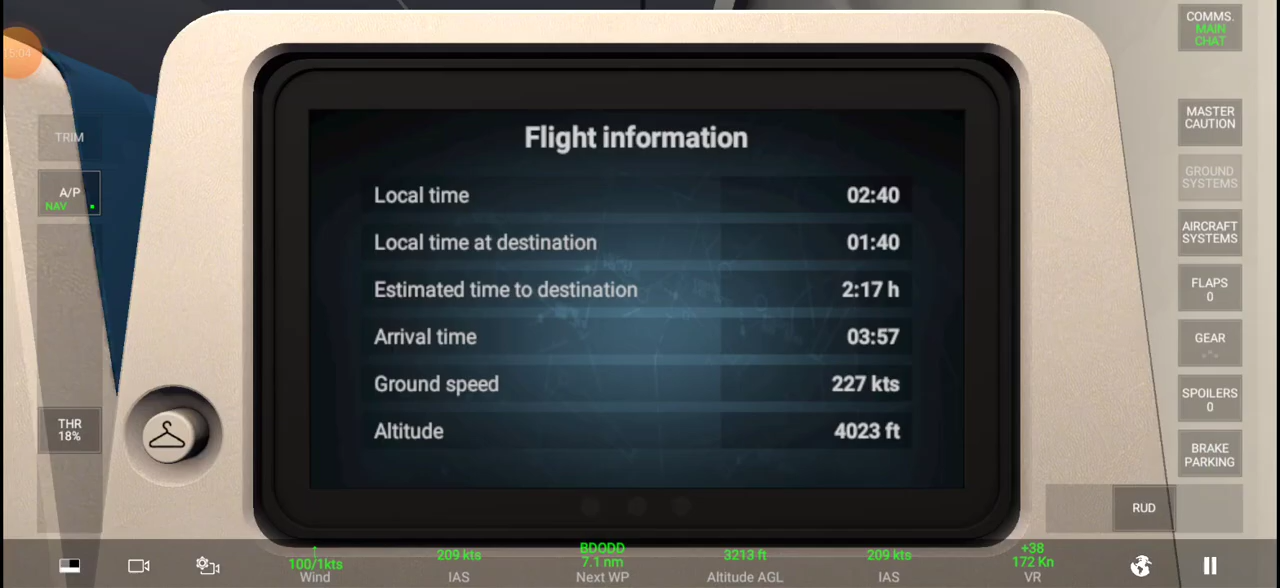 COMMS.
MAIN
CHAT
15:04
MASTER
CAUTION
TRIM
GROUND
SYSTEMS
A/P
NAV
AIRCRAFT
SYSTEMS
Flight information
Local time 02:40
Local time at destination 01:40
Estimated time to destination 2:17 h
Arrival time 03:57
Ground speed 227 kts
Altitude 4023 ft
FLAPS
0
GEAR
SPOILERS
0
THR
18%
BRAKE
PARKING
RUD
100/1kts
Wind
209 kts
IAS
BDODD
7.1 nm
Next WP
3213 ft
Altitude AGL
209 kts
IAS
+38
172 Kn
VR